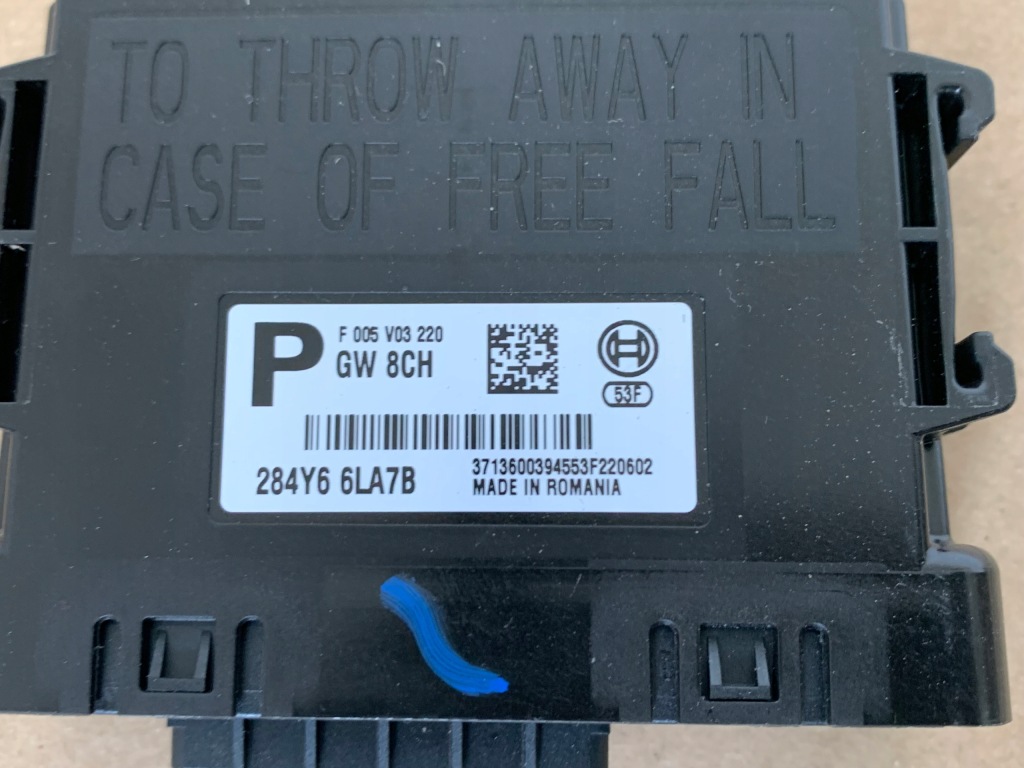 TO THROW AWAY IN
CASE OF FREE FALL
P
F 005 V03 220
GW 8CH
53F
284Y6 6LA7B
3713600394553F220602
MADE IN ROMANIA